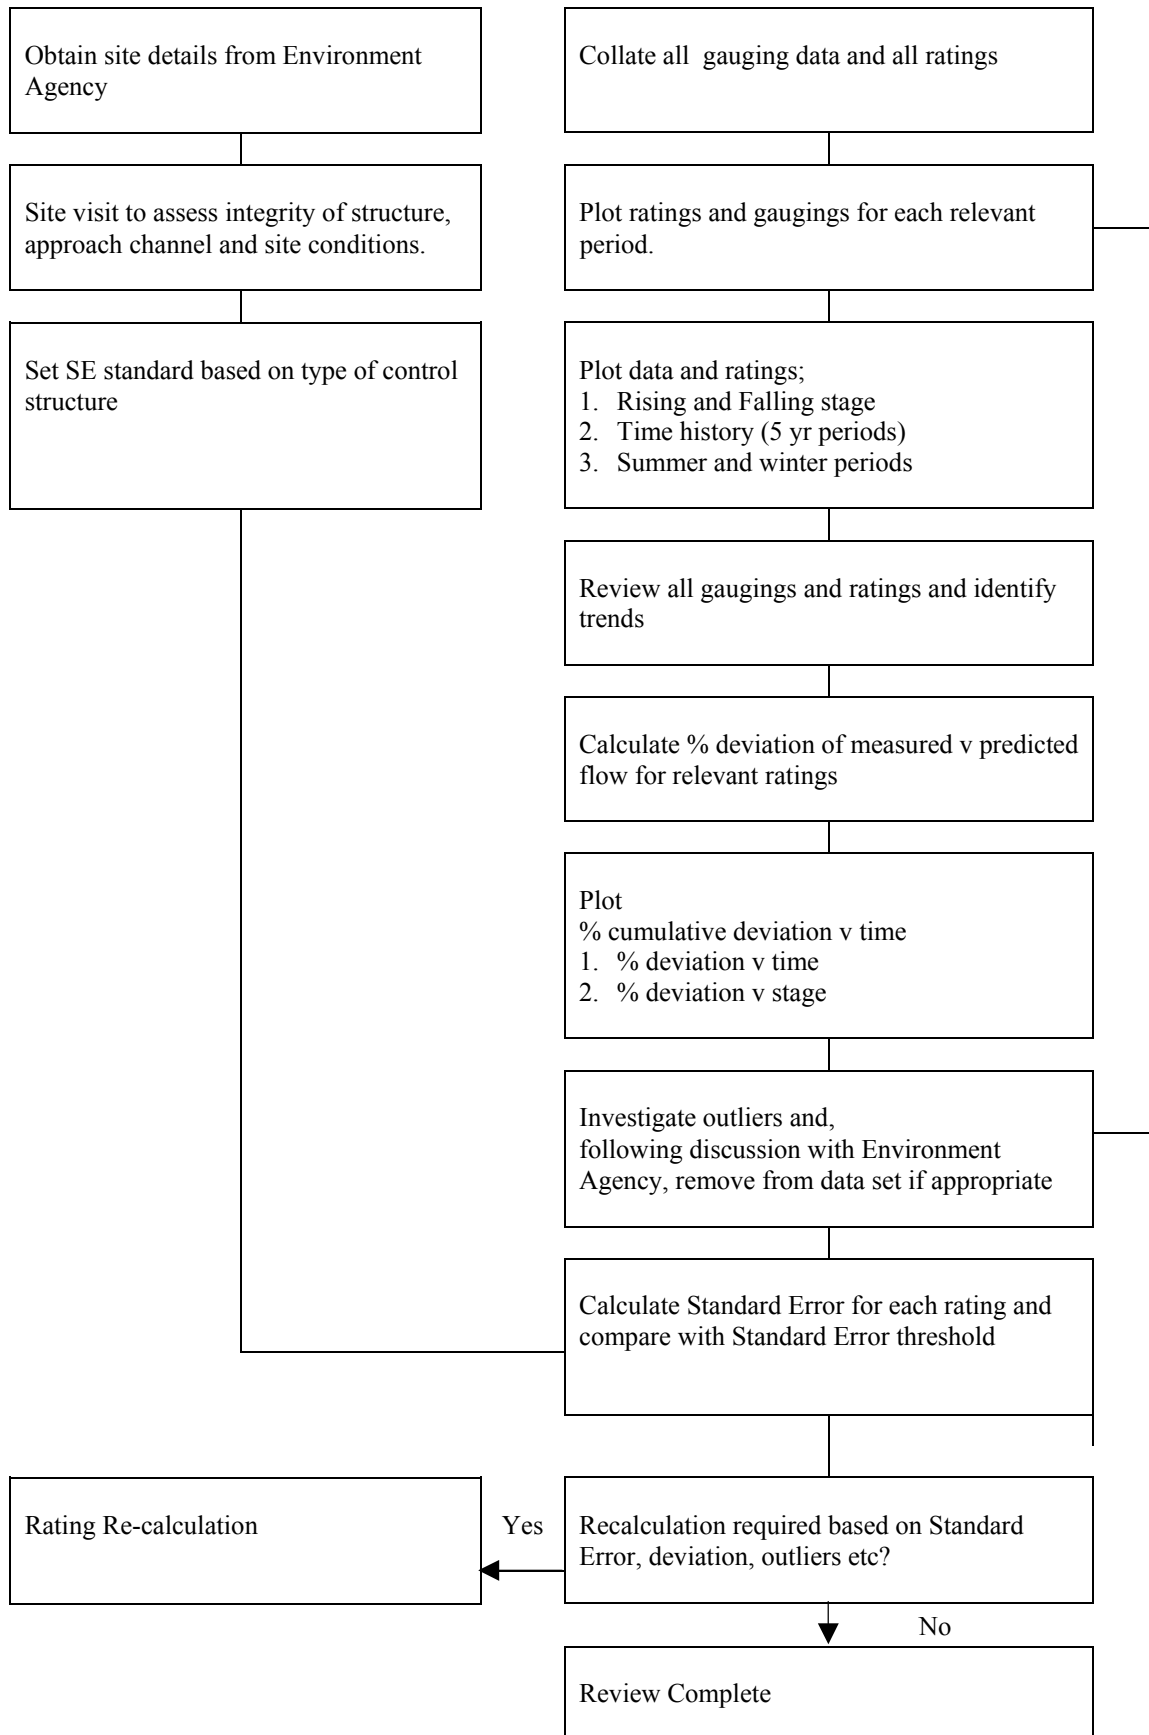 Obtain site details from Environment
Agency
Site visit to assess integrity of structure,
approach channel and site conditions.
Set SE standard based on type of control
structure
Collate all  gauging data and all ratings
Plot ratings and gaugings for each relevant
period.
Plot data and ratings;
1. Rising and Falling stage
2. Time history (5 yr periods)
3. Summer and winter periods
Review all gaugings and ratings and identify
trends
Calculate % deviation of measured v predicted
flow for relevant ratings
Plot
% cumulative deviation v time
1. % deviation v time
2. % deviation v stage
Investigate outliers and,
following discussion with Environment
Agency, remove from data set if appropriate
Calculate Standard Error for each rating and
compare with Standard Error threshold
Recalculation required based on Standard
Error, deviation, outliers etc?
Yes
Rating Re-calculation
No
Review Complete